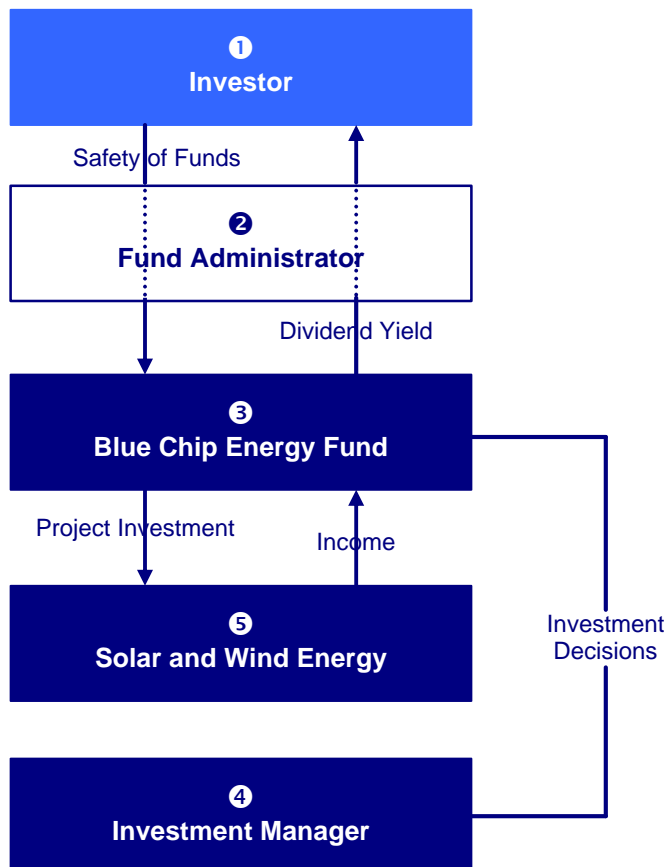 ❶
Investor
Safety of Funds
❷
Fund Administrator
Dividend Yield
❸
Blue Chip Energy Fund
Project Investment
Income
❺
Solar and Wind Energy
Investment
Decisions
❹
Investment Manager